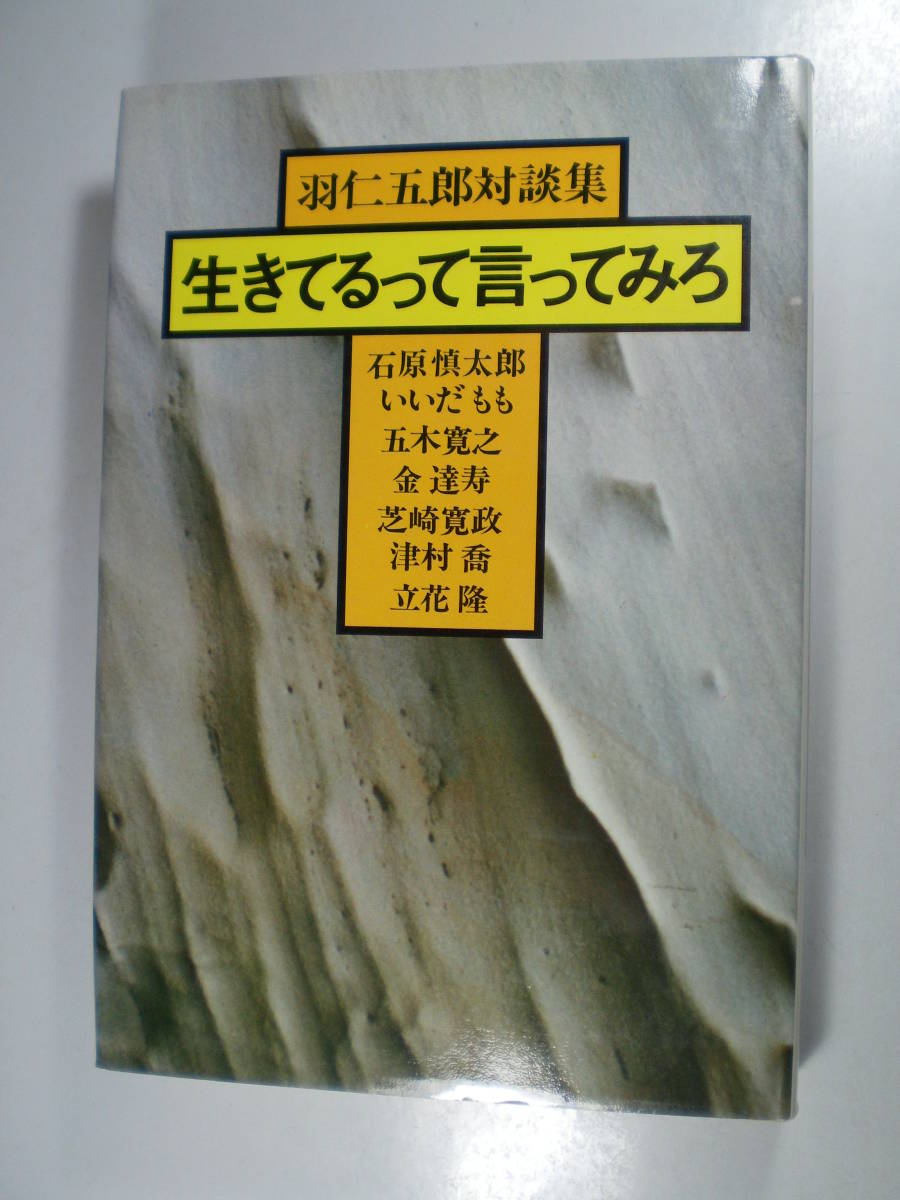 羽仁五郎対談集
生きてるって言ってみろ
石原慎太郎
いいだもも
五木寛之
金達寿
芝崎寛政
津村喬
立花隆